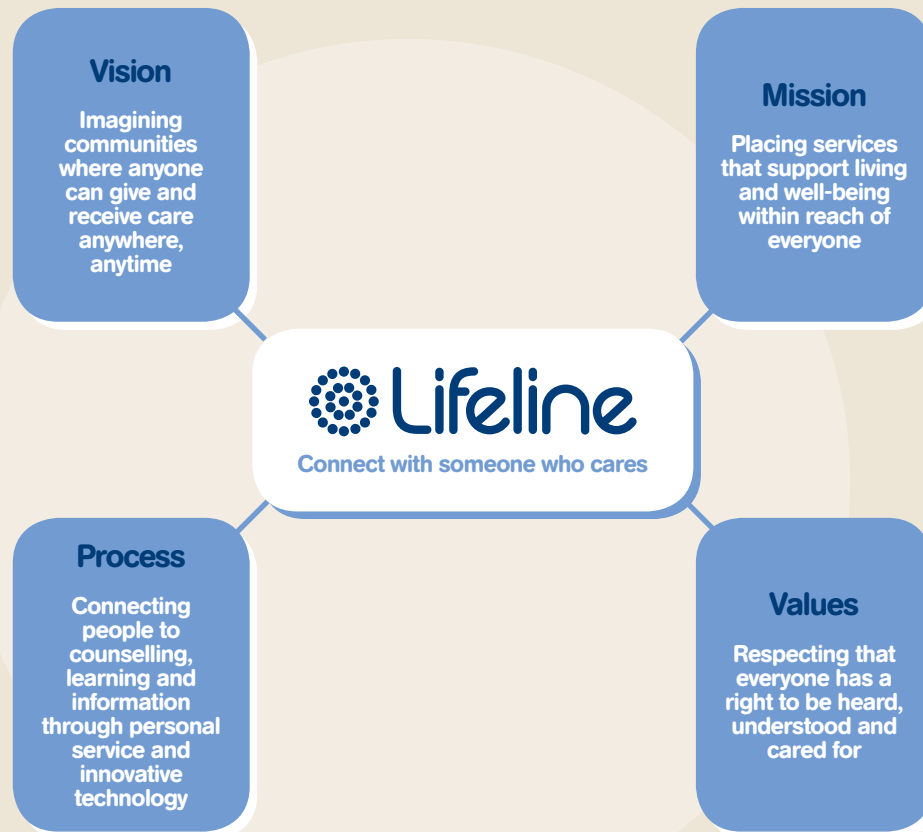 Vision
Imagining
communities
where anyone
can give and
receive care
anywhere,
anytime
Mission
Placing services
that support living
and well-being
within reach of
everyone
Lifeline
Connect with someone who cares
Process
Connecting
people to
counselling,
learning and
information
through personal
service and
innovative
technology
Values
Respecting that
everyone has a
right to be heard,
understood and
cared for